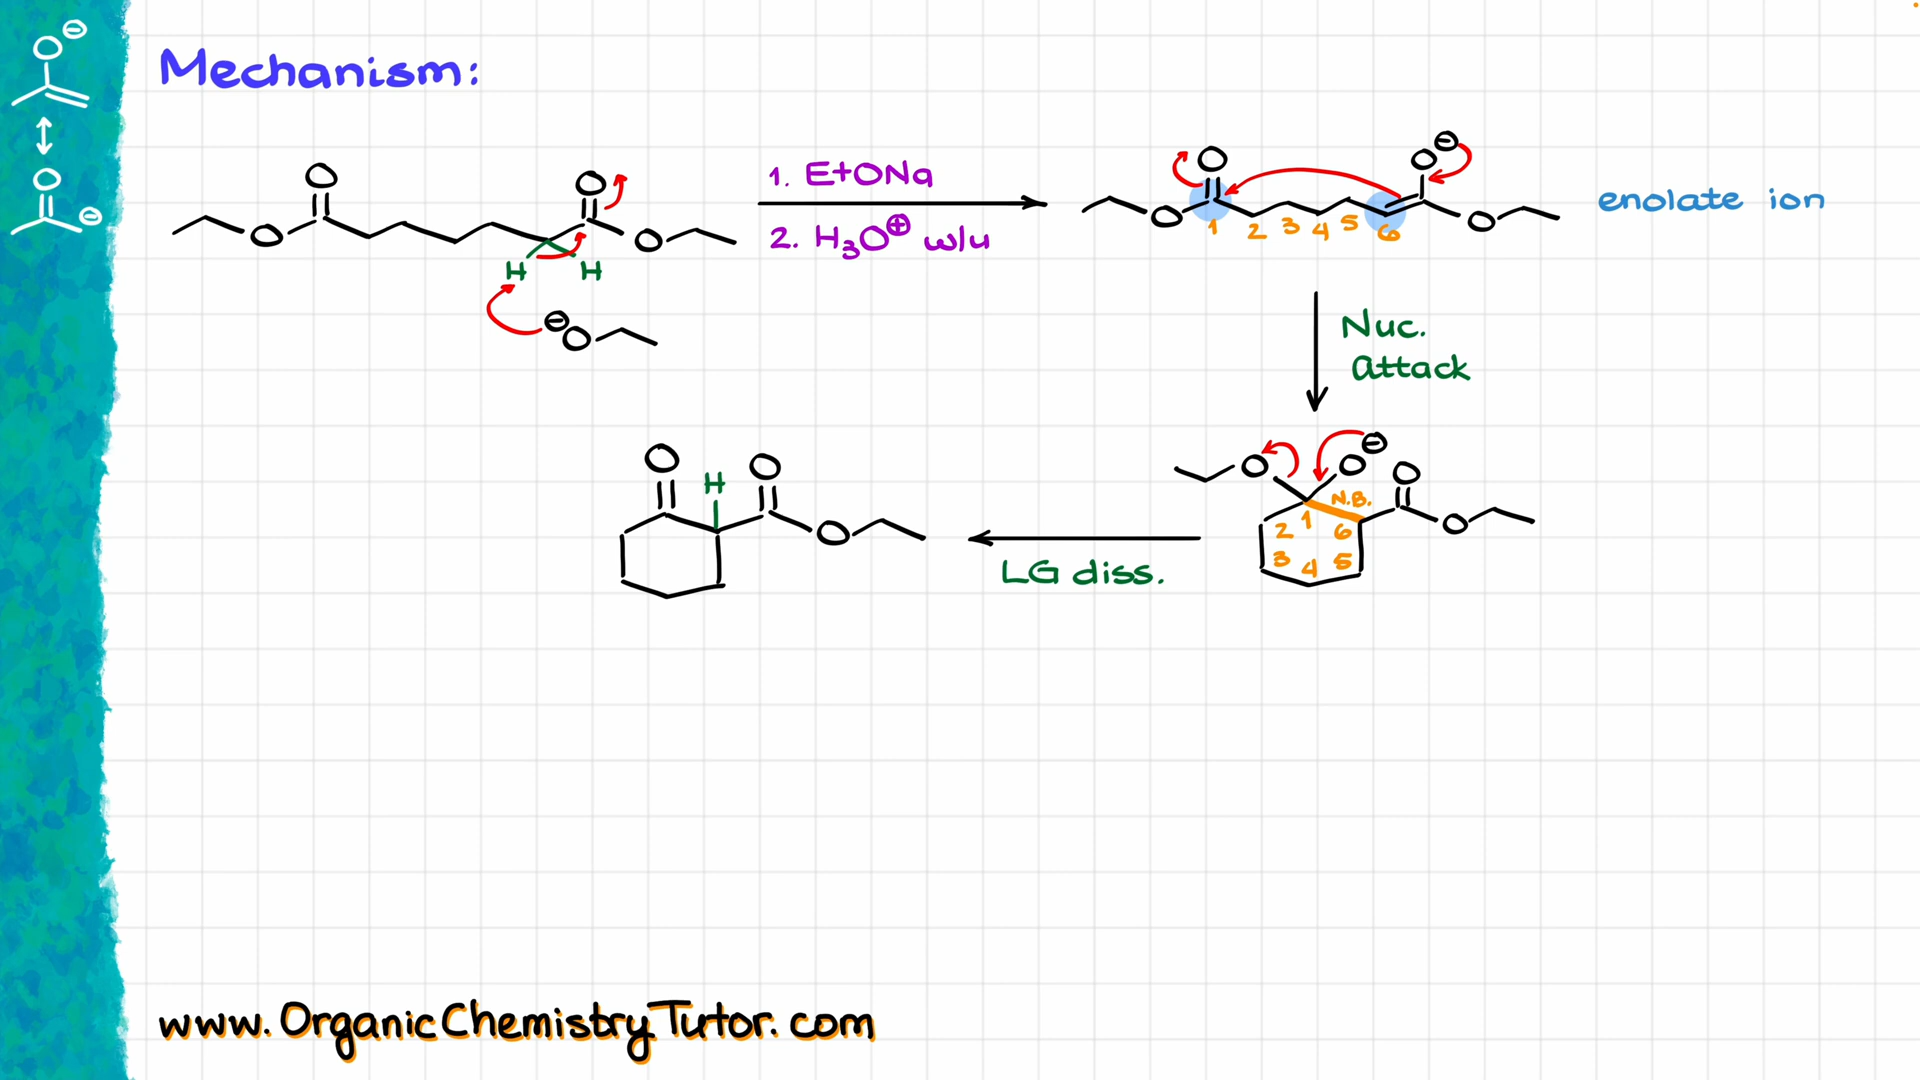 Mechanism:
O⊖
O
⊖
O
O
O
O
H
H
⊖O
1. EtONa
2. H₃O⊕ w/u
O
O⊖
O
O
1 2 3 4 5 6
enolate ion
Nuc.
attack
O
O⊖
O
O
N.B.
1
2
6
3
4
5
LG diss.
O
H
O
O
www.OrganicChemistryTutor.com